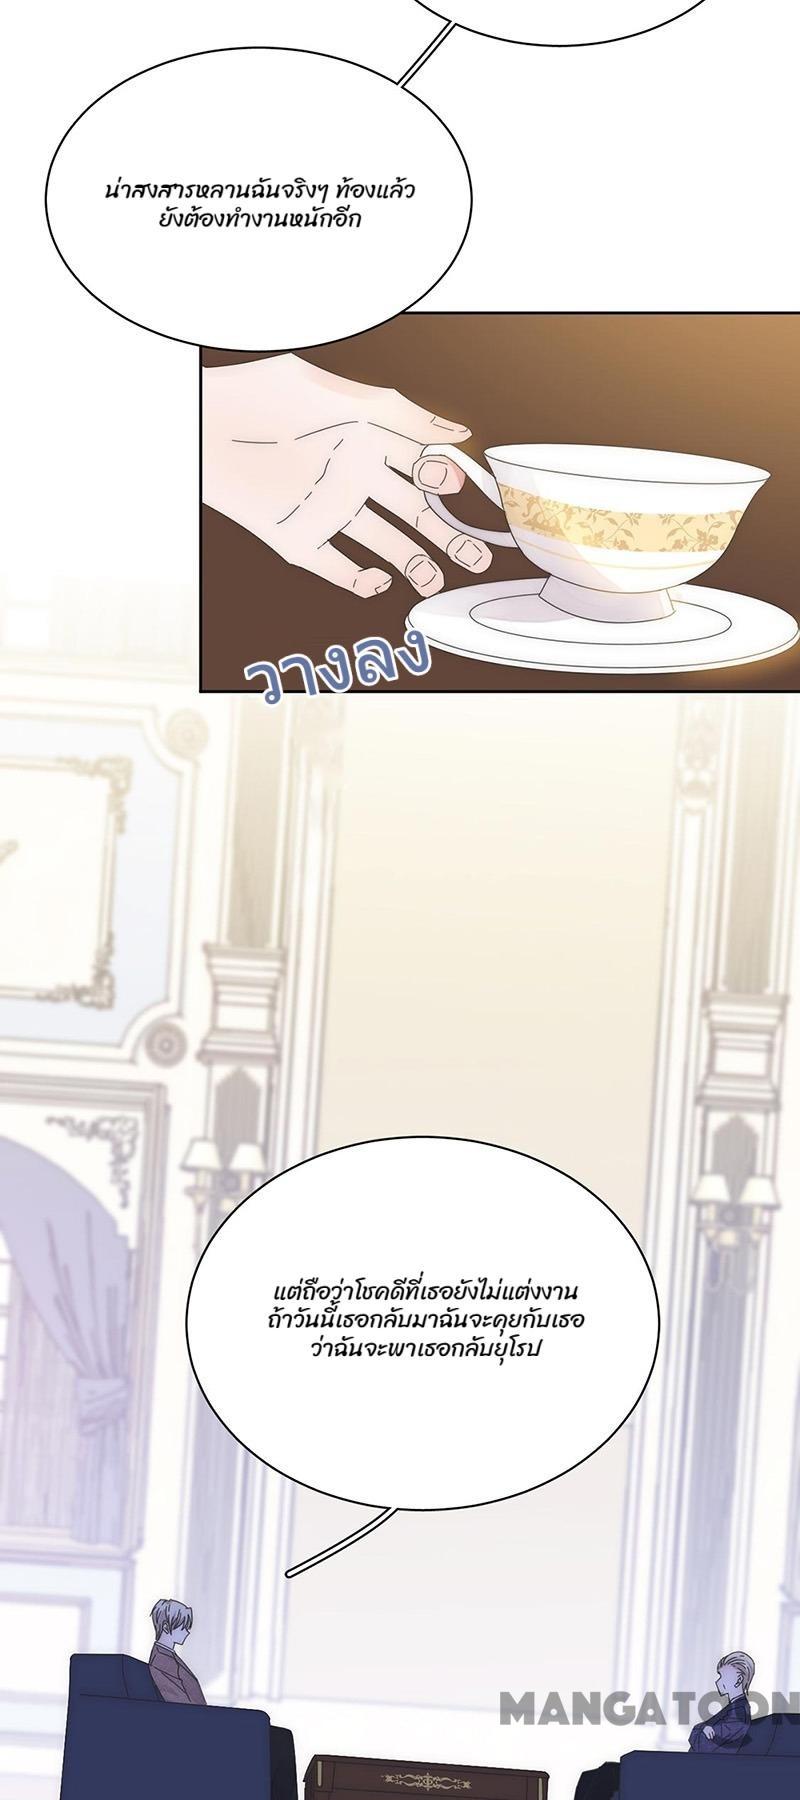 น่าสงสารหลานฉันจริงๆ ท้องแล้ว
ยังต้องทำงานหนักอีก
วางลง
แต่ถือว่าโชคดีที่เธอยังไม่แต่งงาน
ถ้าวันนี้เธอกลับมาฉันจะคุยกับเธอ
ว่าฉันจะพาเธอกลับยุโรป
MANGATOON